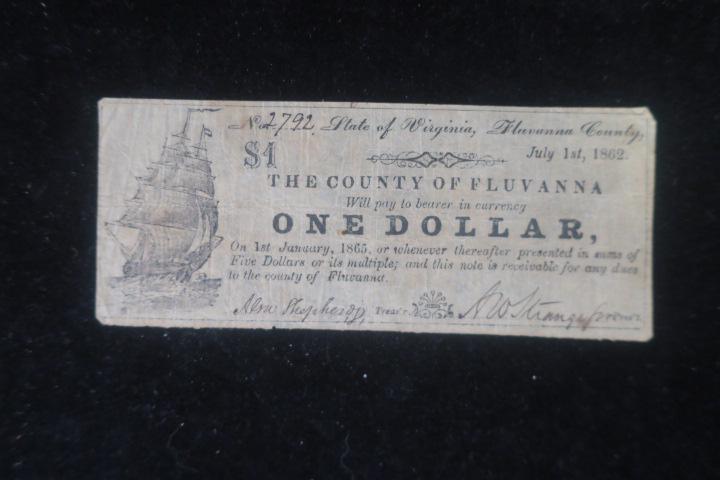 No. 2792. State of Virginia, Fluvanna County,
$1 July 1st, 1862.
THE COUNTY OF FLUVANNA
Will pay to bearer in currency
ONE DOLLAR,
On 1st January, 1865, or whenever thereafter presented in sums of
Five Dollars or its multiple; and this note is receivable for any dues
to the county of Fluvanna.
Shepherd, Treas'r